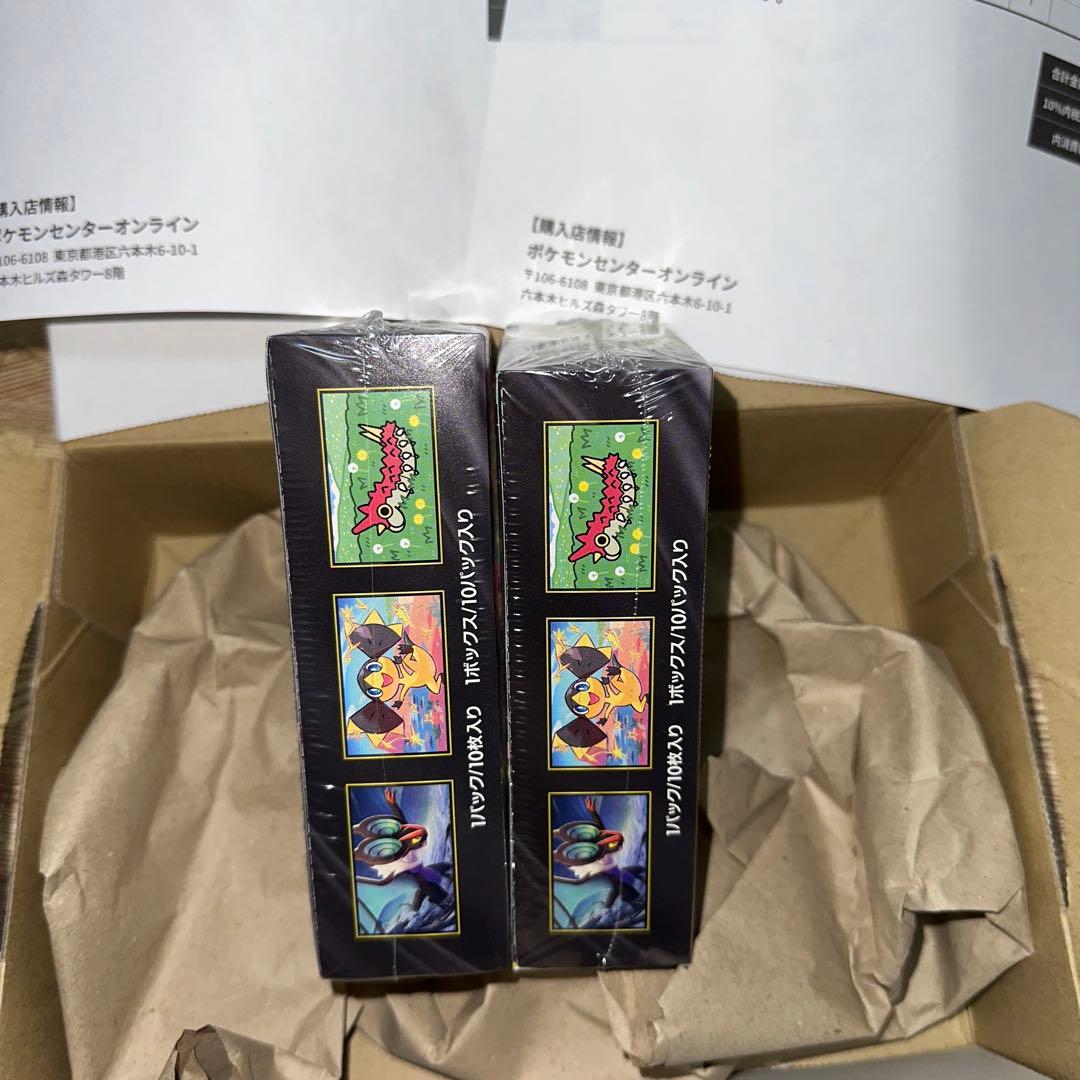 購入店情報】
ポケモンセンターオンライン
106-6108 東京都港区六本木6-10-1
本木ヒルズ森タワー8階
【購入店情報】
ポケモンセンターオンライン
〒106-6108 東京都港区六本木6-10-1
六本木ヒルズ森タワー8階
合計金
10%内税
内消費
1パック/10枚入り 1ボックス/10パック入り
1パック/10枚入り 1ボックス/10パック入り